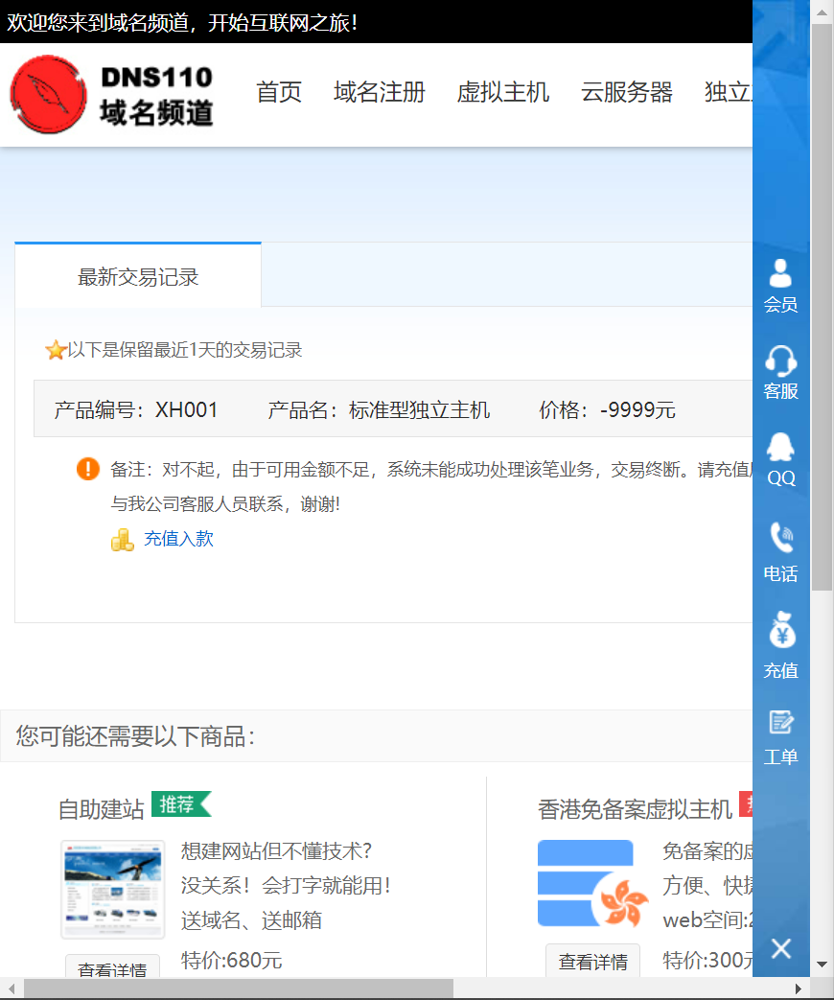 欢迎您来到域名频道，开始互联网之旅！
DNS110
域名频道
首页 域名注册 虚拟主机 云服务器 独立
最新交易记录
以下是保留最近1天的交易记录
产品编号：XH001 产品名：标准型独立主机 价格：-9999元
备注：对不起，由于可用金额不足，系统未能成功处理该笔业务，交易终断。请充值
与我公司客服人员联系，谢谢!
充值入款
会员
客服
QQ
电话
充值
工单
您可能还需要以下商品：
自助建站 推荐
想建网站但不懂技术?
没关系！会打字就能用！
送域名、送邮箱
特价:680元
查看详情
香港免备案虚拟主机
免备案的虚
方便、快捷
web空间:2
特价:300元
查看详情